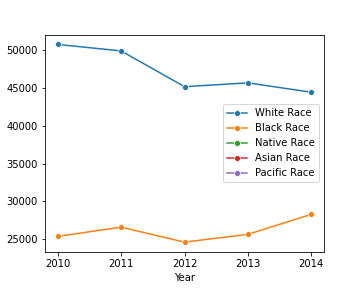 50000
45000
40000
35000
30000
25000
White Race
Black Race
Native Race
Asian Race
Pacific Race
2010 2011 2012 2013 2014
Year